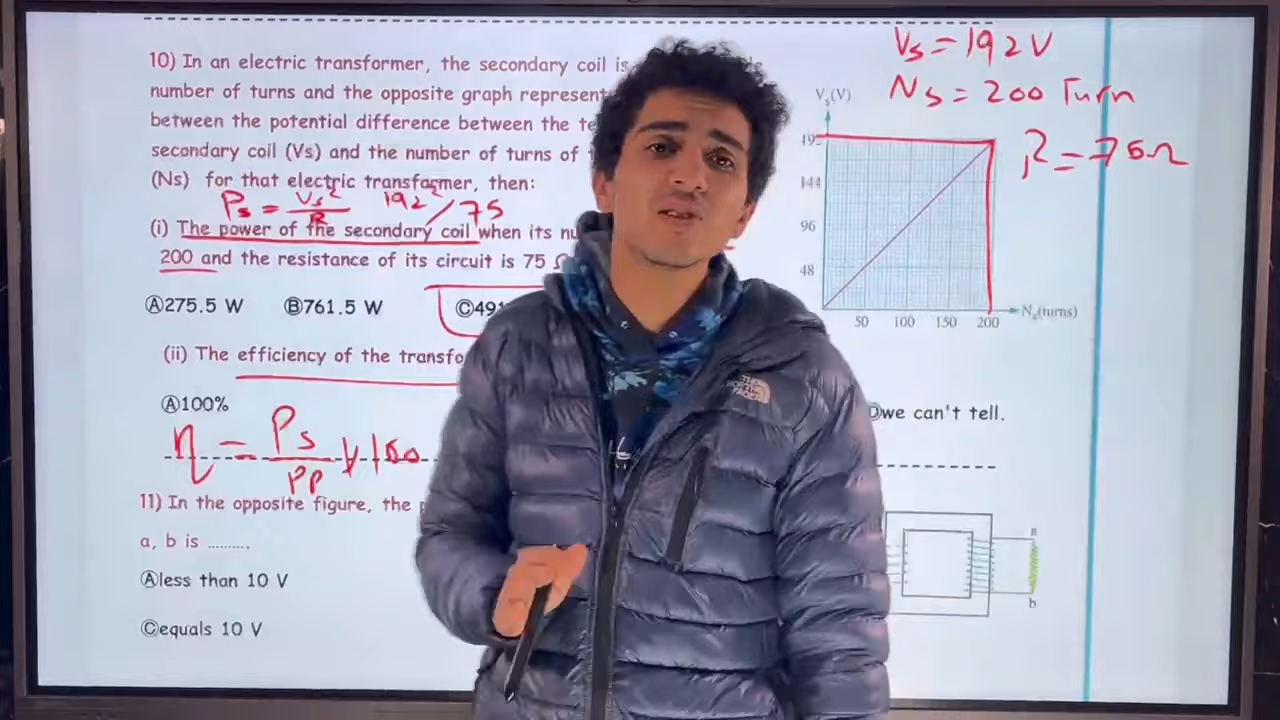 10) In an electric transformer, the secondary coil is
number of turns and the opposite graph represent
between the potential difference between the te
secondary coil (Vs) and the number of turns of
(Ns) for that electric transformer, then:
Ps = Vs²/R 192²/75
(i) The power of the secondary coil when its nu
200 and the resistance of its circuit is 75
Ⓐ275.5 W Ⓑ761.5 W Ⓒ491
(ii) The efficiency of the transfo
Ⓐ100%
we can't tell.
η = Ps/Pp × 100
11) In the opposite figure, the
a, b is .........
Ⓐless than 10 V
Ⓒequals 10 V
Vs = 192 V
Ns = 200 Turn
R = 75Ω
Vs(V)
192
144
96
48
50 100 150 200
Ns(turns)
THE NORTH FACE
a
b